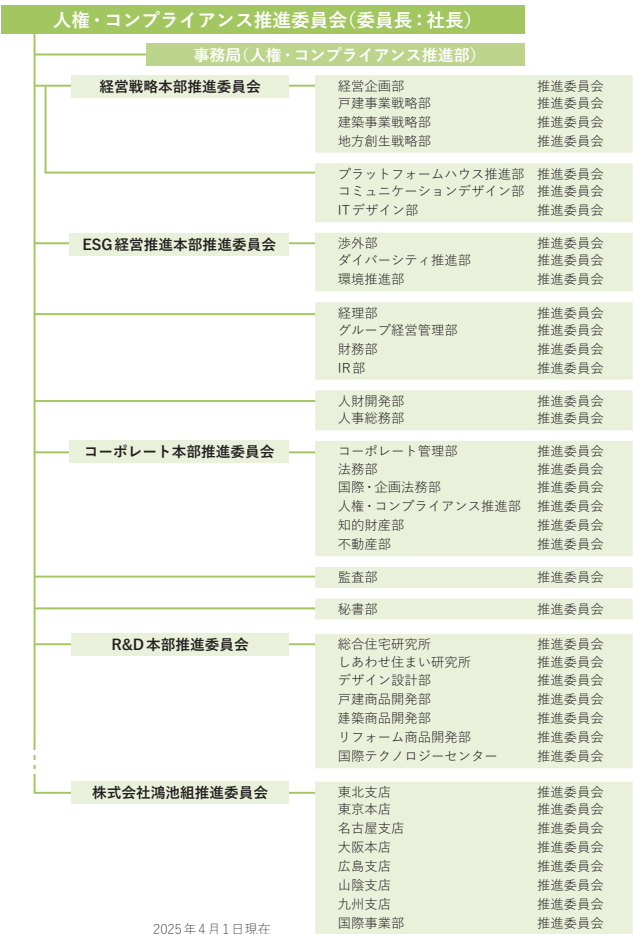 人権・コンプライアンス推進委員会(委員長：社長)
事務局(人権・コンプライアンス推進部)
経営戦略本部推進委員会
経営企画部 推進委員会
戸建事業戦略部 推進委員会
建築事業戦略部 推進委員会
地方創生戦略部 推進委員会
プラットフォームハウス推進部 推進委員会
コミュニケーションデザイン部 推進委員会
ITデザイン部 推進委員会
ESG経営推進本部推進委員会
渉外部 推進委員会
ダイバーシティ推進部 推進委員会
環境推進部 推進委員会
経理部 推進委員会
グループ経営管理部 推進委員会
財務部 推進委員会
IR部 推進委員会
人財開発部 推進委員会
人事総務部 推進委員会
コーポレート本部推進委員会
コーポレート管理部 推進委員会
法務部 推進委員会
国際・企画法務部 推進委員会
人権・コンプライアンス推進部 推進委員会
知的財産部 推進委員会
不動産部 推進委員会
監査部 推進委員会
秘書部 推進委員会
R&D本部推進委員会
総合住宅研究所 推進委員会
しあわせ住まい研究所 推進委員会
デザイン設計部 推進委員会
戸建商品開発部 推進委員会
建築商品開発部 推進委員会
リフォーム商品開発部 推進委員会
国際テクノロジーセンター 推進委員会
株式会社鴻池組推進委員会
東北支店 推進委員会
東京本店 推進委員会
名古屋支店 推進委員会
大阪本店 推進委員会
広島支店 推進委員会
山陰支店 推進委員会
九州支店 推進委員会
国際事業部 推進委員会
2025年4月1日現在